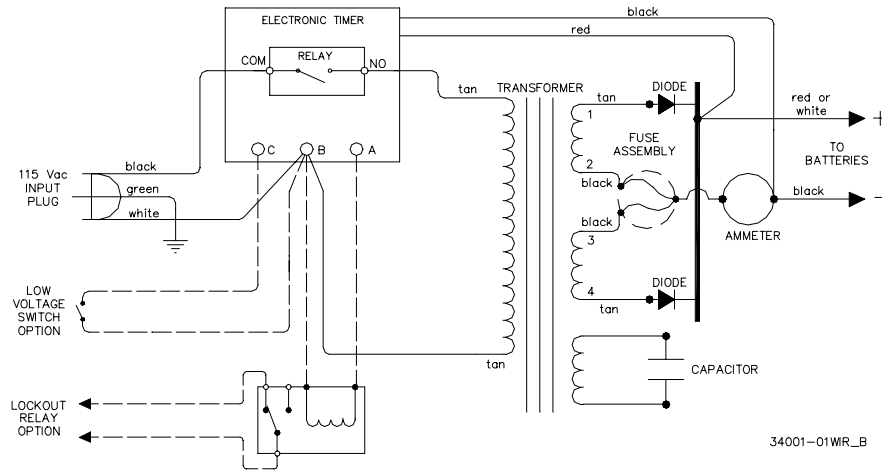 ELECTRONIC TIMER
black
red
COM
RELAY
NO
tan
TRANSFORMER
DIODE
tan
1
red or
white
+
FUSE
ASSEMBLY
TO
BATTERIES
C
B
A
2
black
black
-
115 Vac
INPUT
PLUG
black
green
white
black
3
AMMETER
LOW
VOLTAGE
SWITCH
OPTION
DIODE
4
tan
tan
CAPACITOR
LOCKOUT
RELAY
OPTION
34001-01WIR_B